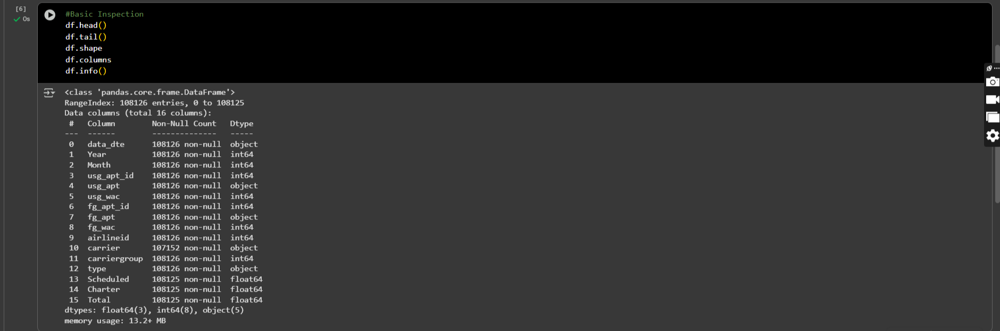 [6]
0s
#Basic Inspection
df.head()
df.tail()
df.shape
df.columns
df.info()
<class 'pandas.core.frame.DataFrame'>
RangeIndex: 108126 entries, 0 to 108125
Data columns (total 16 columns):
 #   Column        Non-Null Count   Dtype
---  ------        --------------   -----
 0   data_dte      108126 non-null  object
 1   Year          108126 non-null  int64
 2   Month         108126 non-null  int64
 3   usg_apt_id    108126 non-null  int64
 4   usg_apt       108126 non-null  object
 5   usg_wac       108126 non-null  int64
 6   fg_apt_id     108126 non-null  int64
 7   fg_apt        108126 non-null  object
 8   fg_wac        108126 non-null  int64
 9   airlineid     108126 non-null  int64
 10  carrier       107152 non-null  object
 11  carriergroup  108126 non-null  int64
 12  type          108126 non-null  object
 13  Scheduled     108125 non-null  float64
 14  Charter       108125 non-null  float64
 15  Total         108125 non-null  float64
dtypes: float64(3), int64(8), object(5)
memory usage: 13.2+ MB